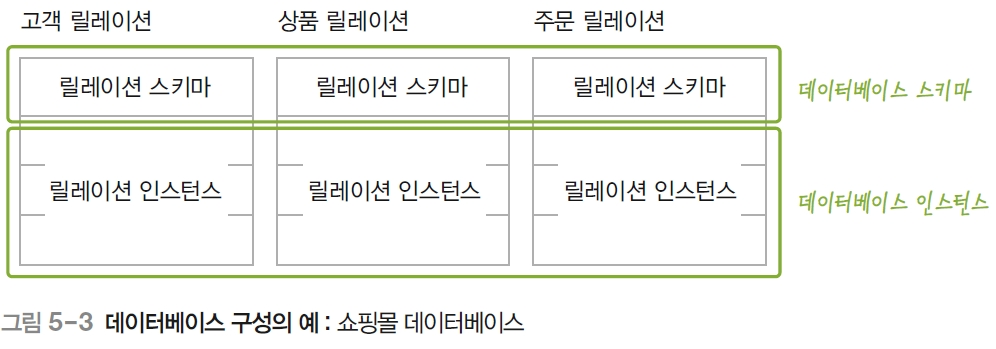 고객 릴레이션 상품 릴레이션 주문 릴레이션
릴레이션 스키마 릴레이션 스키마 릴레이션 스키마 데이터베이스 스키마
릴레이션 인스턴스 릴레이션 인스턴스 릴레이션 인스턴스 데이터베이스 인스턴스
그림 5-3 데이터베이스 구성의 예 : 쇼핑몰 데이터베이스